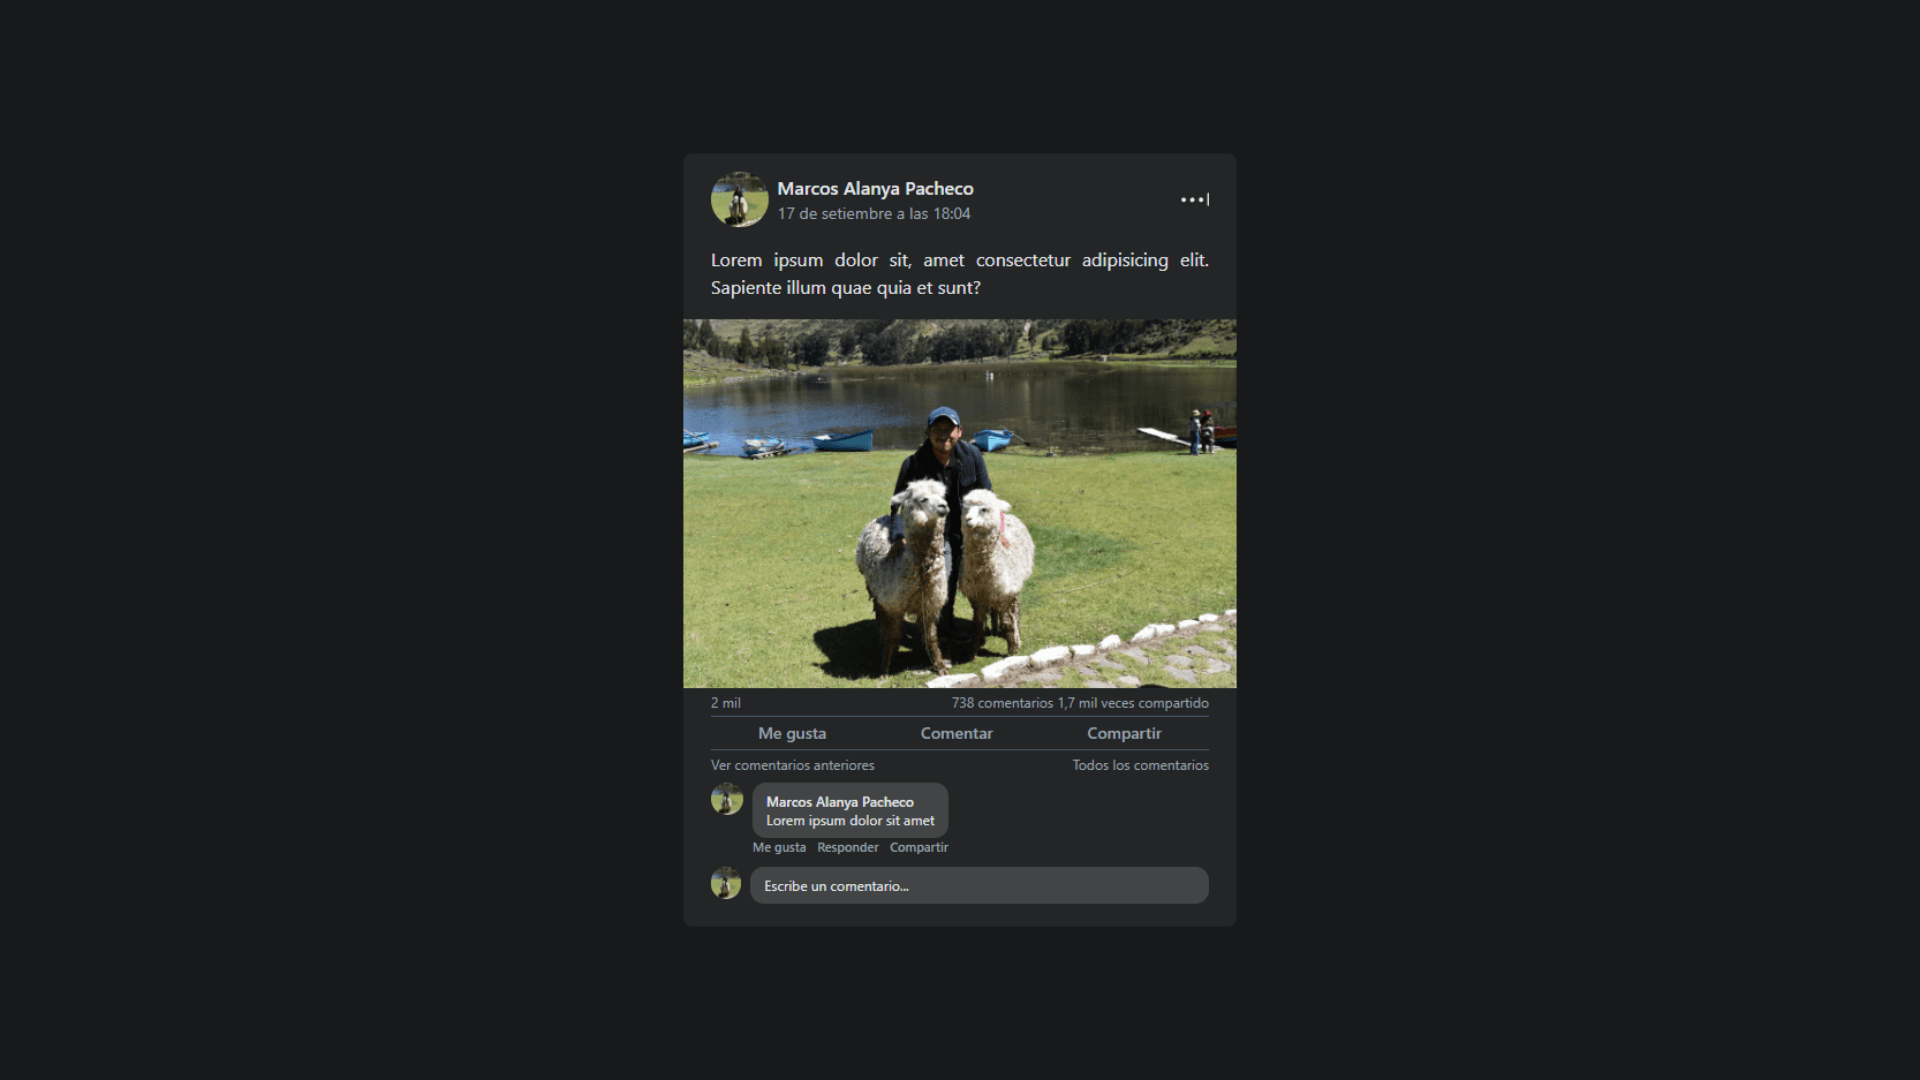 Marcos Alanya Pacheco
17 de setiembre a las 18:04
Lorem ipsum dolor sit, amet consectetur adipisicing elit.
Sapiente illum quae quia et sunt?
2 mil
738 comentarios 1,7 mil veces compartido
Me gusta Comentar Compartir
Ver comentarios anteriores
Todos los comentarios
Marcos Alanya Pacheco
Lorem ipsum dolor sit amet
Me gusta Responder Compartir
Escribe un comentario...